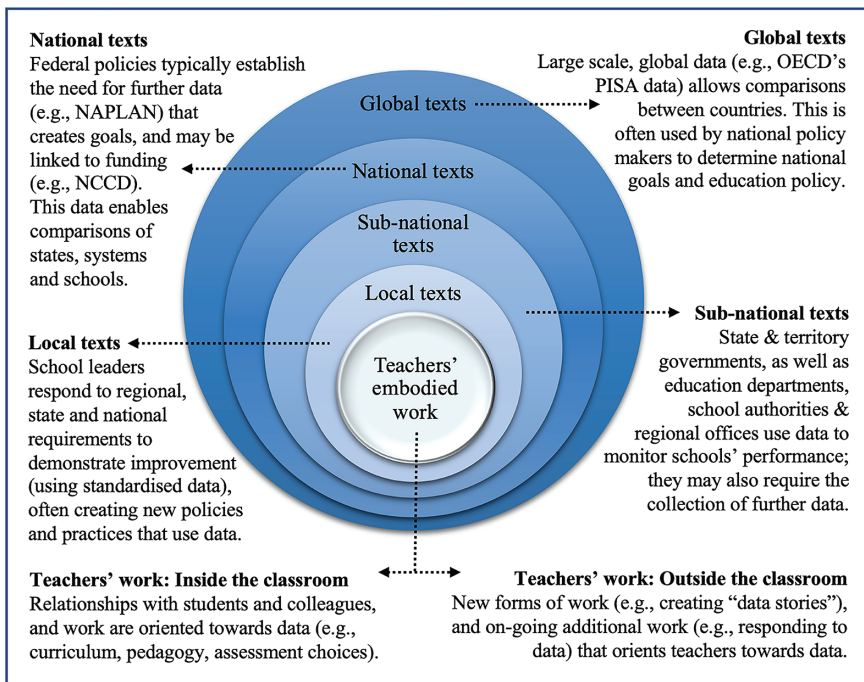 National texts
Federal policies typically establish
the need for further data
(e.g., NAPLAN) that
creates goals, and may be
linked to funding
(e.g., NCCD).
This data enables
comparisons of
states, systems
and schools.
Global texts
Large scale, global data (e.g., OECD's
PISA data) allows comparisons
between countries. This is
often used by national policy
makers to determine national
goals and education policy.
Global texts
National texts
Sub-national
texts
Local texts
Teachers'
embodied
work
Local texts
School leaders
respond to regional,
state and national
requirements to
demonstrate improvement
(using standardised data),
often creating new policies
and practices that use data.
Sub-national texts
State & territory
governments, as well as
education departments,
school authorities &
regional offices use data to
monitor schools' performance;
they may also require the
collection of further data.
Teachers' work: Inside the classroom
Relationships with students and colleagues,
and work are oriented towards data (e.g.,
curriculum, pedagogy, assessment choices).
Teachers' work: Outside the classroom
New forms of work (e.g., creating "data stories"),
and on-going additional work (e.g., responding to
data) that orients teachers towards data.